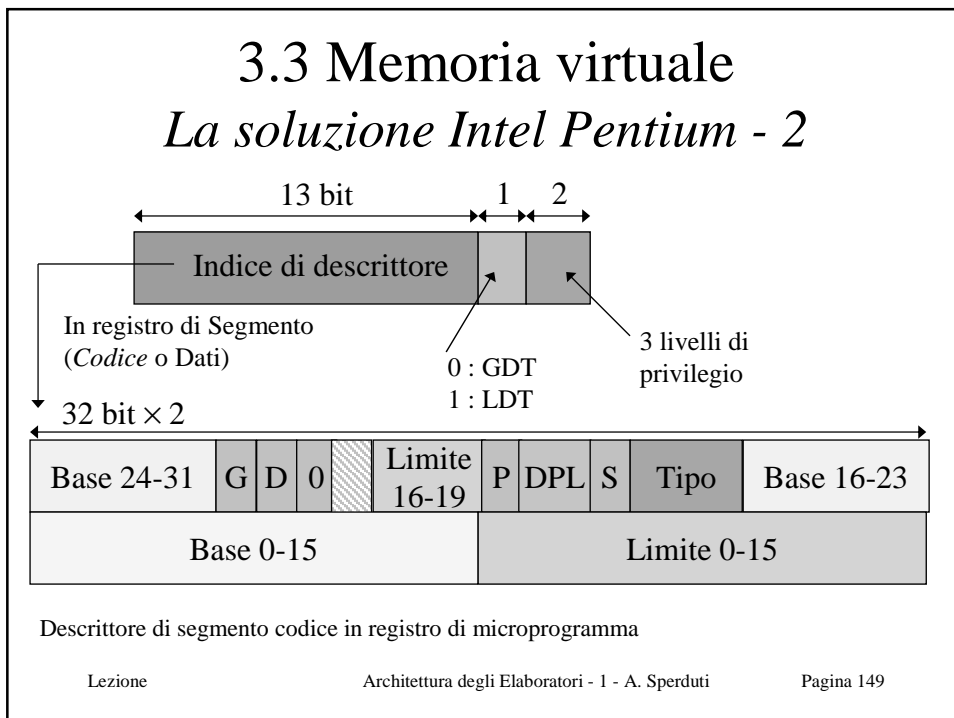 3.3 Memoria virtuale
La soluzione Intel Pentium - 2
13 bit 1 2
Indice di descrittore
In registro di Segmento
(Codice o Dati)
0 : GDT
1 : LDT
3 livelli di
privilegio
32 bit × 2
Base 24-31 G D 0 Limite 16-19 P DPL S Tipo Base 16-23
Base 0-15 Limite 0-15
Descrittore di segmento codice in registro di microprogramma
Lezione Architettura degli Elaboratori - 1 - A. Sperduti Pagina 149